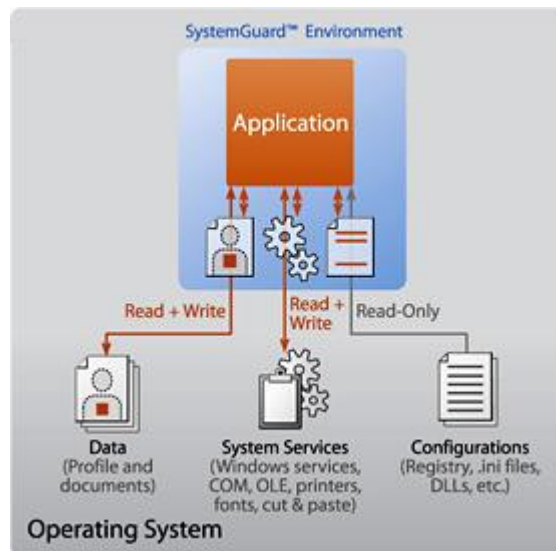 SystemGuard™ Environment
Application
Read + Write
Read +
Write
Read-Only
Data
(Profile and
documents)
System Services
(Windows services,
COM, OLE, printers,
fonts, cut & paste)
Configurations
(Registry, .ini files,
DLLs, etc.)
Operating System